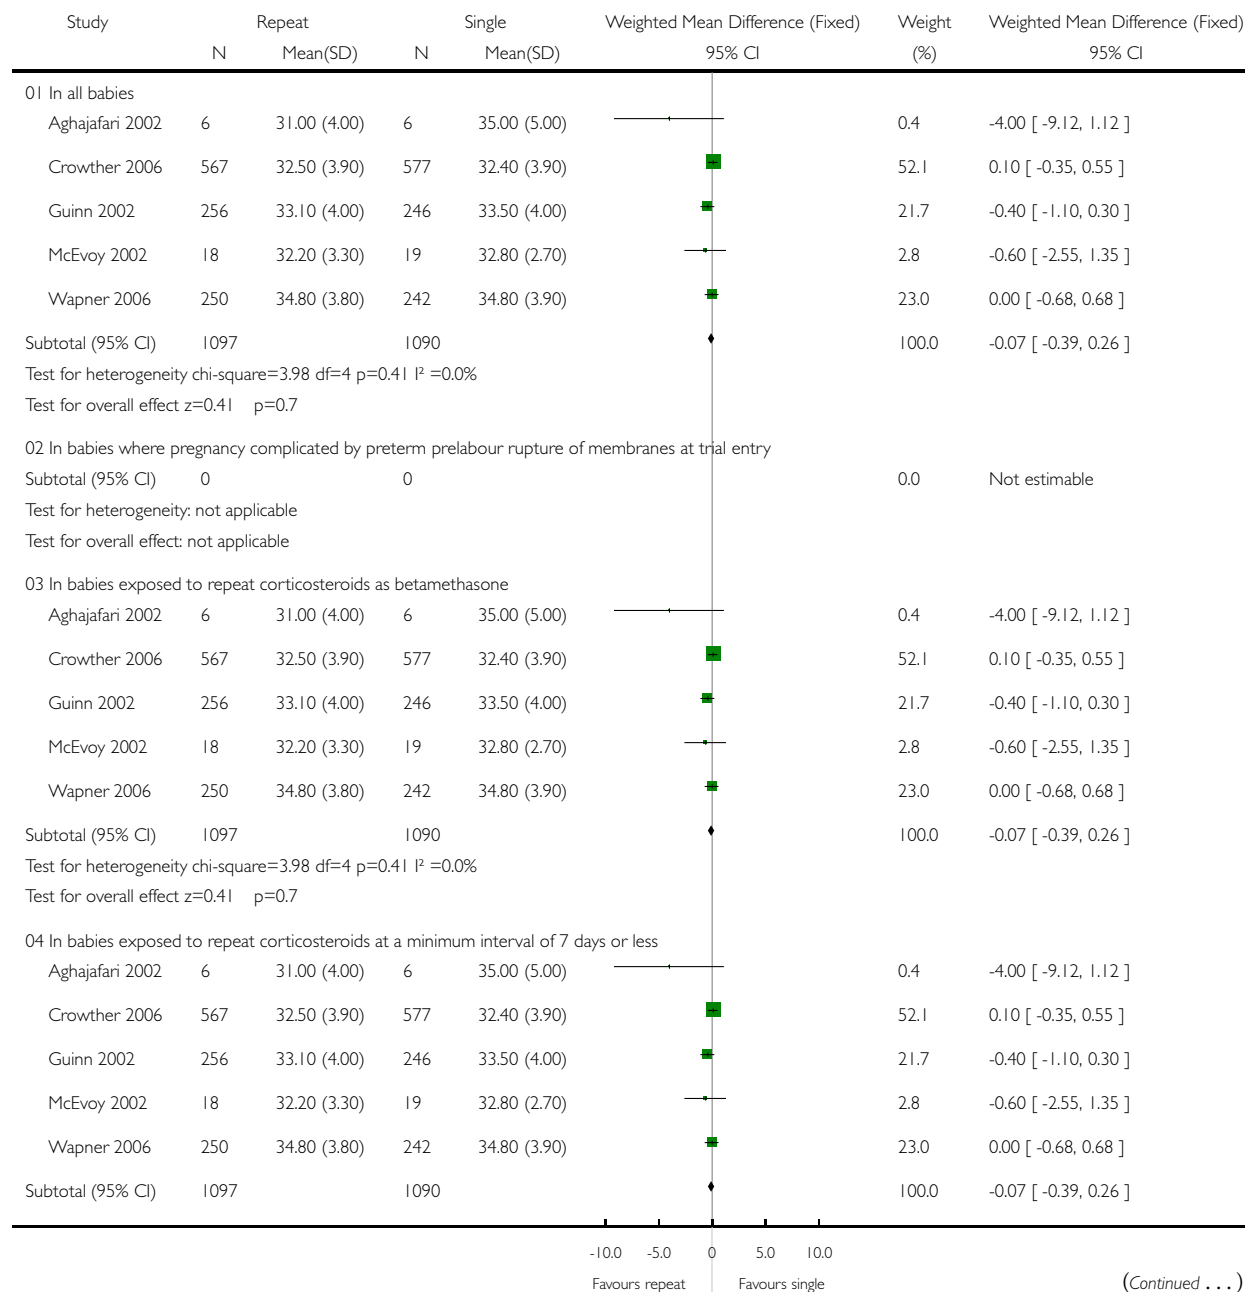 Study Repeat Single Weighted Mean Difference (Fixed) Weight Weighted Mean Difference (Fixed)
N Mean(SD) N Mean(SD) 95% CI (%) 95% CI
01 In all babies
Aghajafari 2002 6 31.00 (4.00) 6 35.00 (5.00) 0.4 -4.00 [ -9.12, 1.12 ]
Crowther 2006 567 32.50 (3.90) 577 32.40 (3.90) 52.1 0.10 [ -0.35, 0.55 ]
Guinn 2002 256 33.10 (4.00) 246 33.50 (4.00) 21.7 -0.40 [ -1.10, 0.30 ]
McEvoy 2002 18 32.20 (3.30) 19 32.80 (2.70) 2.8 -0.60 [ -2.55, 1.35 ]
Wapner 2006 250 34.80 (3.80) 242 34.80 (3.90) 23.0 0.00 [ -0.68, 0.68 ]
Subtotal (95% CI) 1097 1090 100.0 -0.07 [ -0.39, 0.26 ]
Test for heterogeneity chi-square=3.98 df=4 p=0.41 I² =0.0%
Test for overall effect z=0.41 p=0.7
02 In babies where pregnancy complicated by preterm prelabour rupture of membranes at trial entry
Subtotal (95% CI) 0 0 0.0 Not estimable
Test for heterogeneity: not applicable
Test for overall effect: not applicable
03 In babies exposed to repeat corticosteroids as betamethasone
Aghajafari 2002 6 31.00 (4.00) 6 35.00 (5.00) 0.4 -4.00 [ -9.12, 1.12 ]
Crowther 2006 567 32.50 (3.90) 577 32.40 (3.90) 52.1 0.10 [ -0.35, 0.55 ]
Guinn 2002 256 33.10 (4.00) 246 33.50 (4.00) 21.7 -0.40 [ -1.10, 0.30 ]
McEvoy 2002 18 32.20 (3.30) 19 32.80 (2.70) 2.8 -0.60 [ -2.55, 1.35 ]
Wapner 2006 250 34.80 (3.80) 242 34.80 (3.90) 23.0 0.00 [ -0.68, 0.68 ]
Subtotal (95% CI) 1097 1090 100.0 -0.07 [ -0.39, 0.26 ]
Test for heterogeneity chi-square=3.98 df=4 p=0.41 I² =0.0%
Test for overall effect z=0.41 p=0.7
04 In babies exposed to repeat corticosteroids at a minimum interval of 7 days or less
Aghajafari 2002 6 31.00 (4.00) 6 35.00 (5.00) 0.4 -4.00 [ -9.12, 1.12 ]
Crowther 2006 567 32.50 (3.90) 577 32.40 (3.90) 52.1 0.10 [ -0.35, 0.55 ]
Guinn 2002 256 33.10 (4.00) 246 33.50 (4.00) 21.7 -0.40 [ -1.10, 0.30 ]
McEvoy 2002 18 32.20 (3.30) 19 32.80 (2.70) 2.8 -0.60 [ -2.55, 1.35 ]
Wapner 2006 250 34.80 (3.80) 242 34.80 (3.90) 23.0 0.00 [ -0.68, 0.68 ]
Subtotal (95% CI) 1097 1090 100.0 -0.07 [ -0.39, 0.26 ]
-10.0 -5.0 0 5.0 10.0
Favours repeat Favours single (Continued . . . )